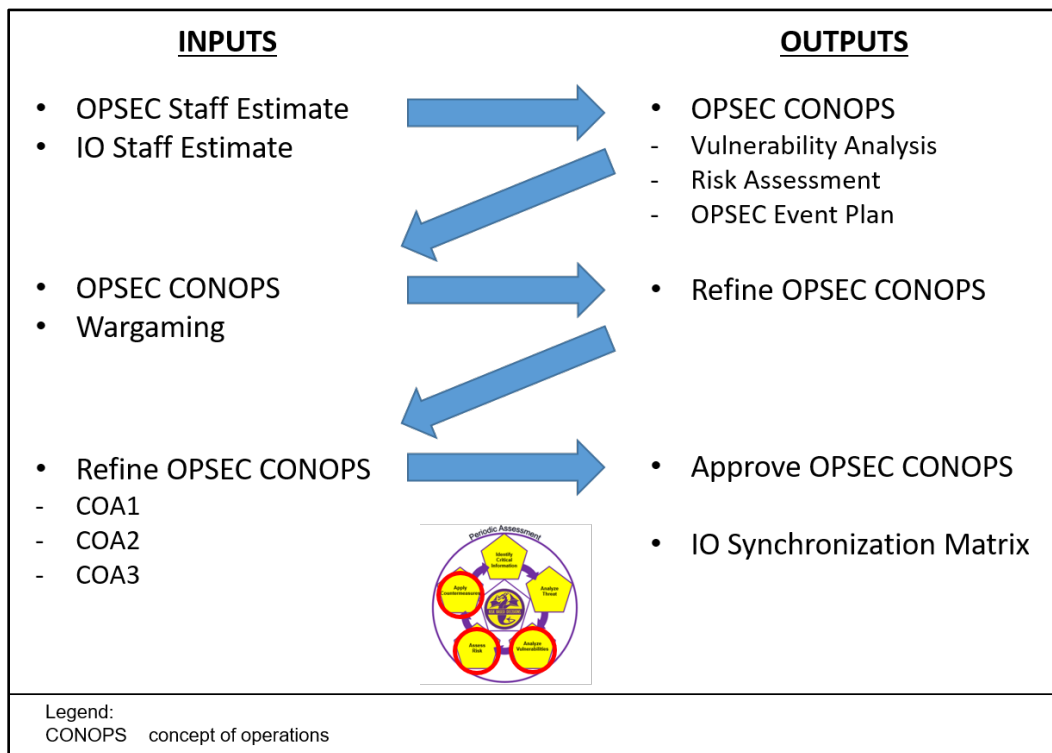 INPUTS
OUTPUTS
• OPSEC Staff Estimate
• IO Staff Estimate
• OPSEC CONOPS
- Vulnerability Analysis
- Risk Assessment
- OPSEC Event Plan
• OPSEC CONOPS
• Wargaming
• Refine OPSEC CONOPS
• Refine OPSEC CONOPS
- COA1
- COA2
- COA3
• Approve OPSEC CONOPS
• IO Synchronization Matrix
Periodic Assessment
Identify
Critical
Information
Analyze
Threat
Analyze
Vulnerabilities
Assess
Risk
Apply
Countermeasures
Legend:
CONOPS concept of operations